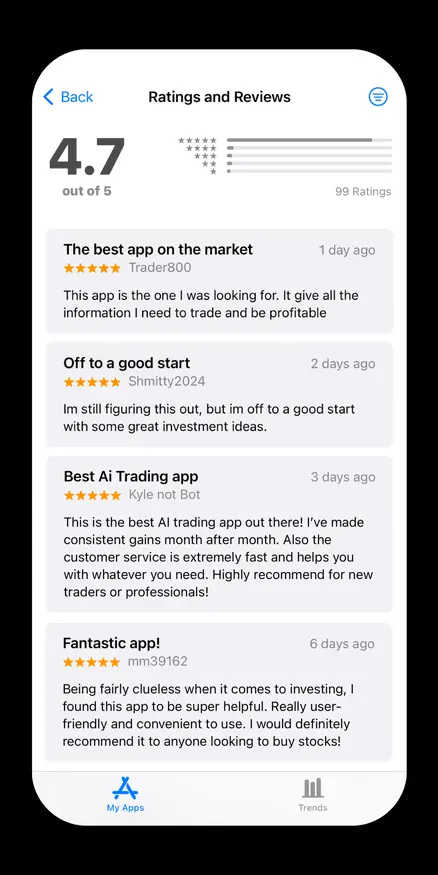 Back
Ratings and Reviews
4.7
out of 5
99 Ratings
The best app on the market
1 day ago
Trader800
This app is the one I was looking for. It give all the
information I need to trade and be profitable
Off to a good start
2 days ago
Shmitty2024
Im still figuring this out, but im off to a good start
with some great investment ideas.
Best Ai Trading app
3 days ago
Kyle not Bot
This is the best AI trading app out there! I've made
consistent gains month after month. Also the
customer service is extremely fast and helps you
with whatever you need. Highly recommend for new
traders or professionals!
Fantastic app!
6 days ago
mm39162
Being fairly clueless when it comes to investing, I
found this app to be super helpful. Really user-
friendly and convenient to use. I would definitely
recommend it to anyone looking to buy stocks!
My Apps
Trends